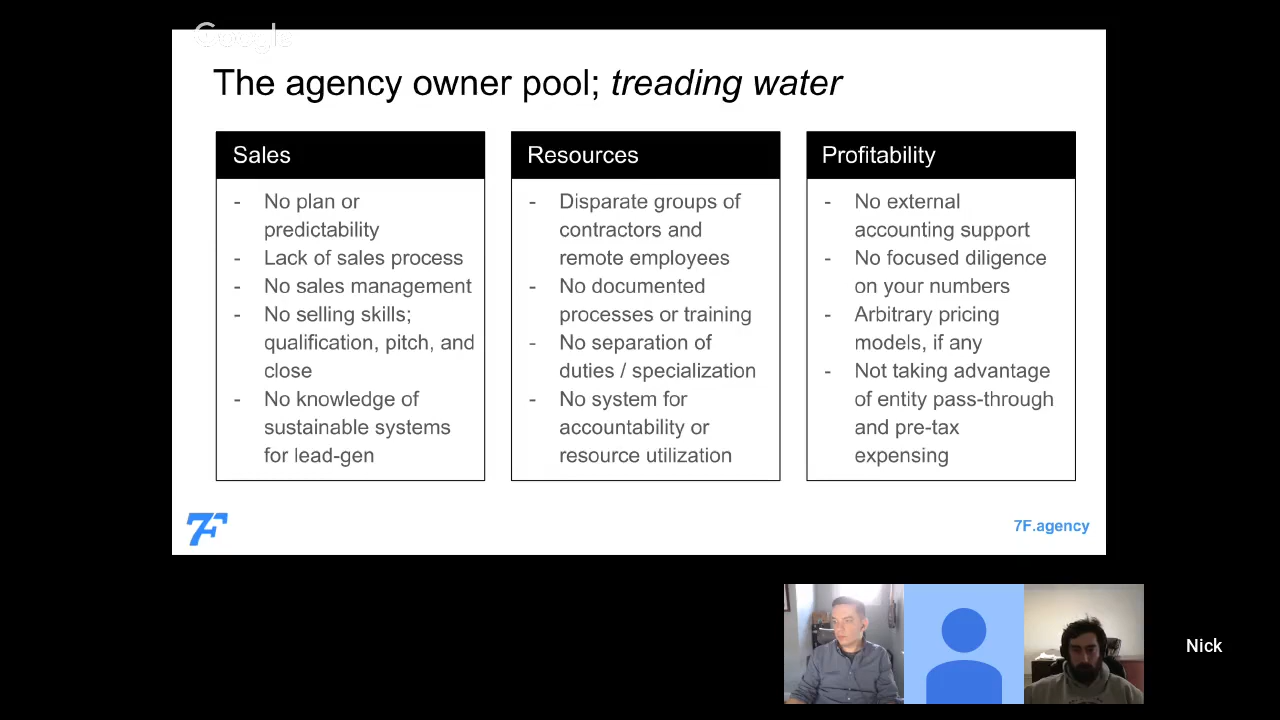 Google
The agency owner pool; treading water
Sales
- No plan or
predictability
- Lack of sales process
- No sales management
- No selling skills;
qualification, pitch, and
close
- No knowledge of
sustainable systems
for lead-gen
Resources
- Disparate groups of
contractors and
remote employees
- No documented
processes or training
- No separation of
duties / specialization
- No system for
accountability or
resource utilization
Profitability
- No external
accounting support
- No focused diligence
on your numbers
- Arbitrary pricing
models, if any
- Not taking advantage
of entity pass-through
and pre-tax
expensing
7F
7F.agency
Nick